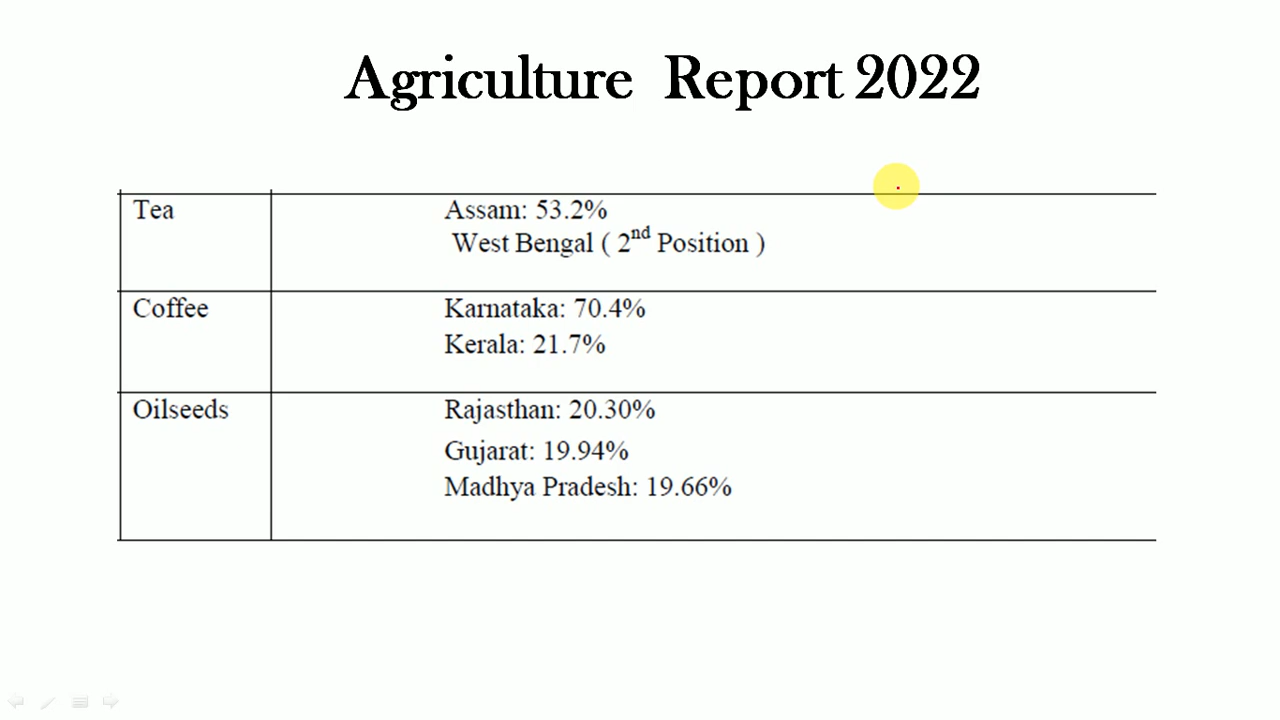 Agriculture Report 2022
Tea
Assam: 53.2%
West Bengal ( 2nd Position )
Coffee
Karnataka: 70.4%
Kerala: 21.7%
Oilseeds
Rajasthan: 20.30%
Gujarat: 19.94%
Madhya Pradesh: 19.66%